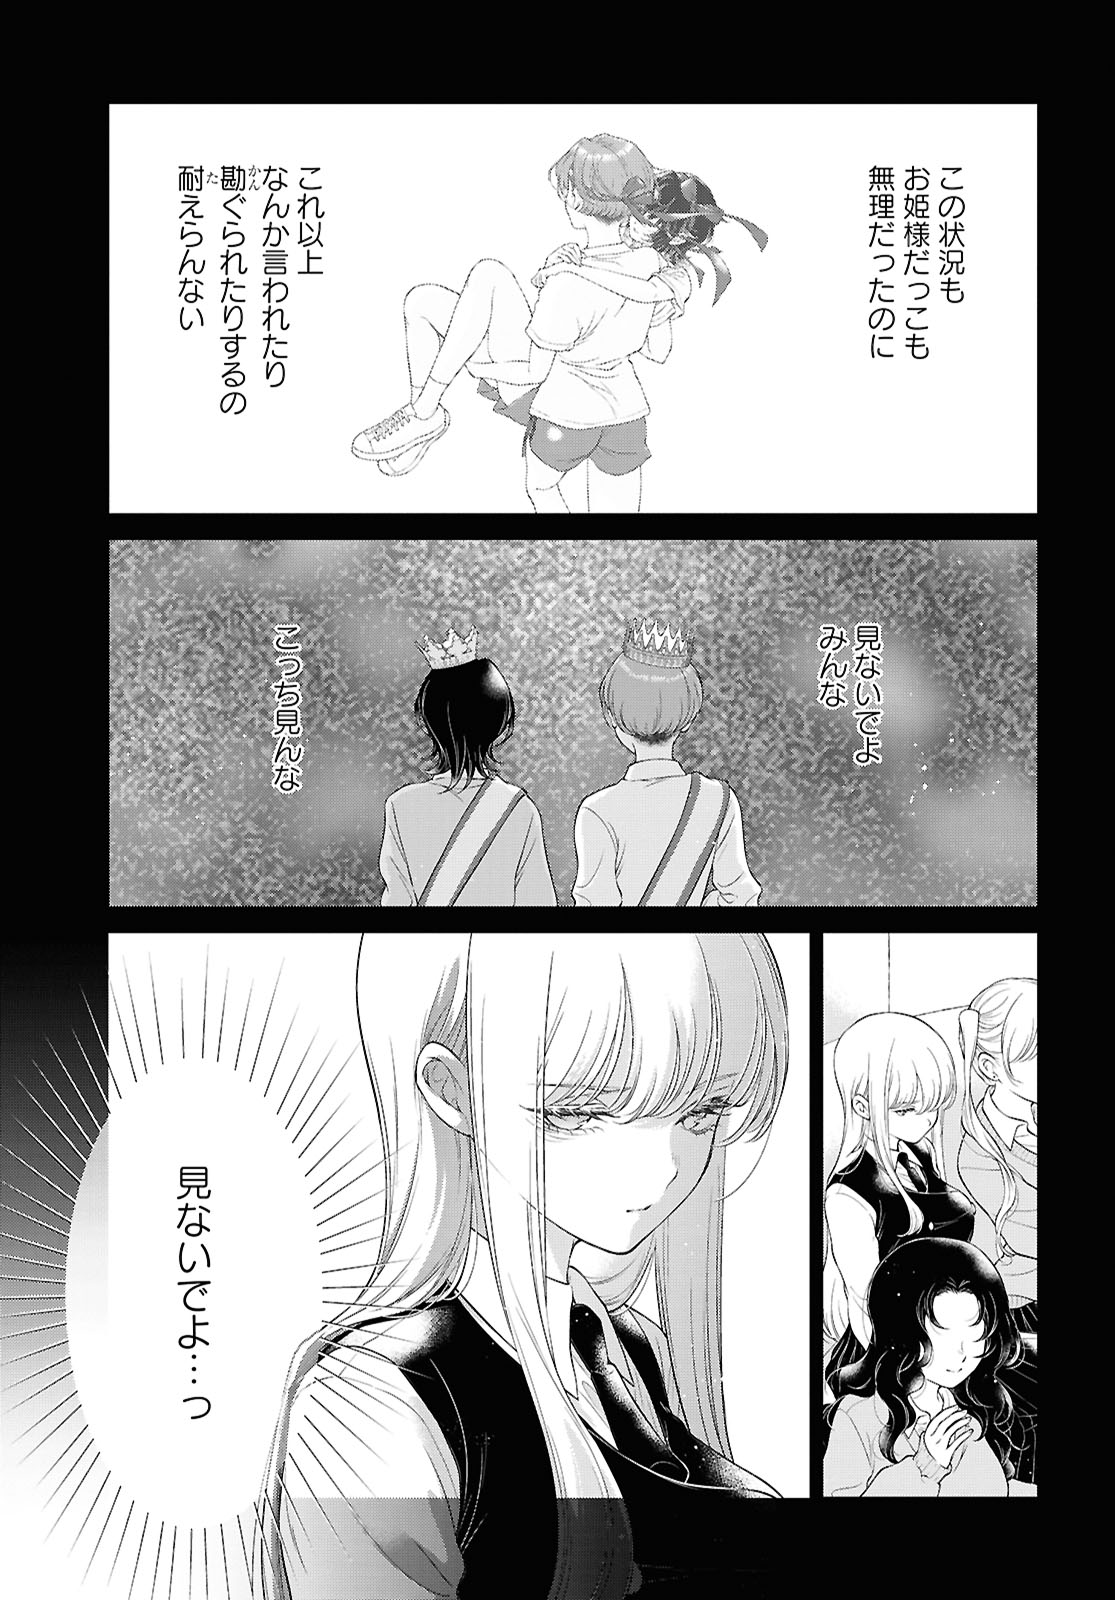 この状況も
お姫様だっこも
無理だったのに
これ以上
なんか言われたり
勘ぐられたりするの
耐えらんない
見ないでよ
みんな
こっち見んな
見ないでよ…っ